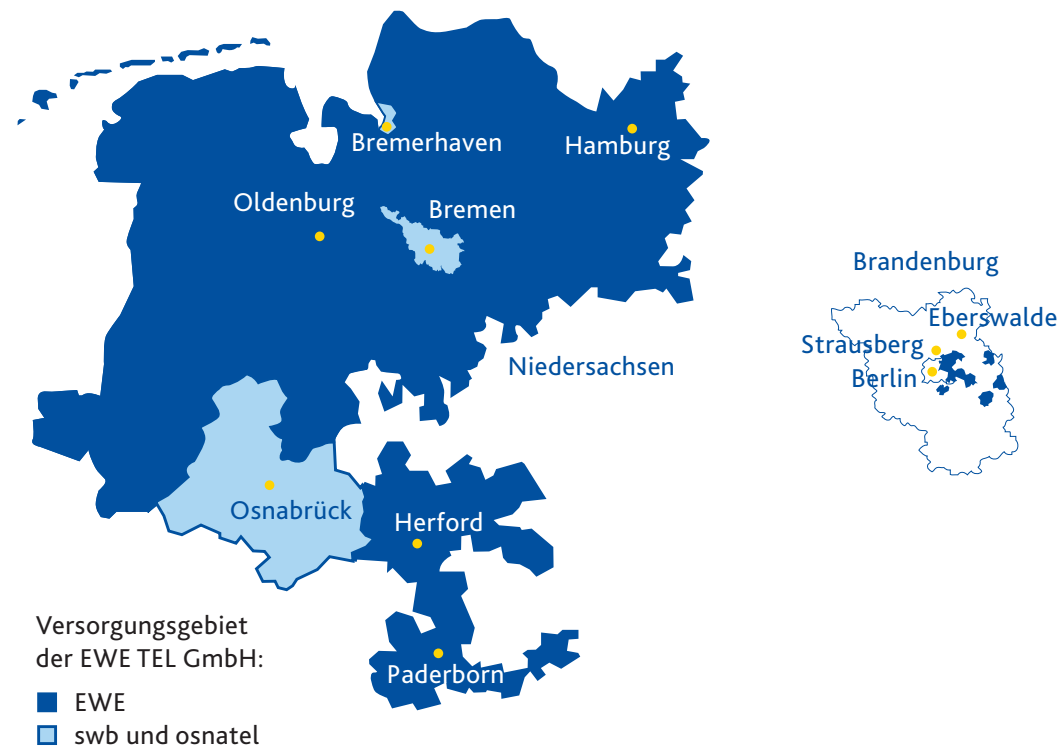 Bremerhaven
Hamburg
Oldenburg
Bremen
Brandenburg
Eberswalde
Strausberg
Niedersachsen
Berlin
Osnabrück
Herford
Versorgungsgebiet
der EWE TEL GmbH:
Paderborn
EWE
swb und osnatel